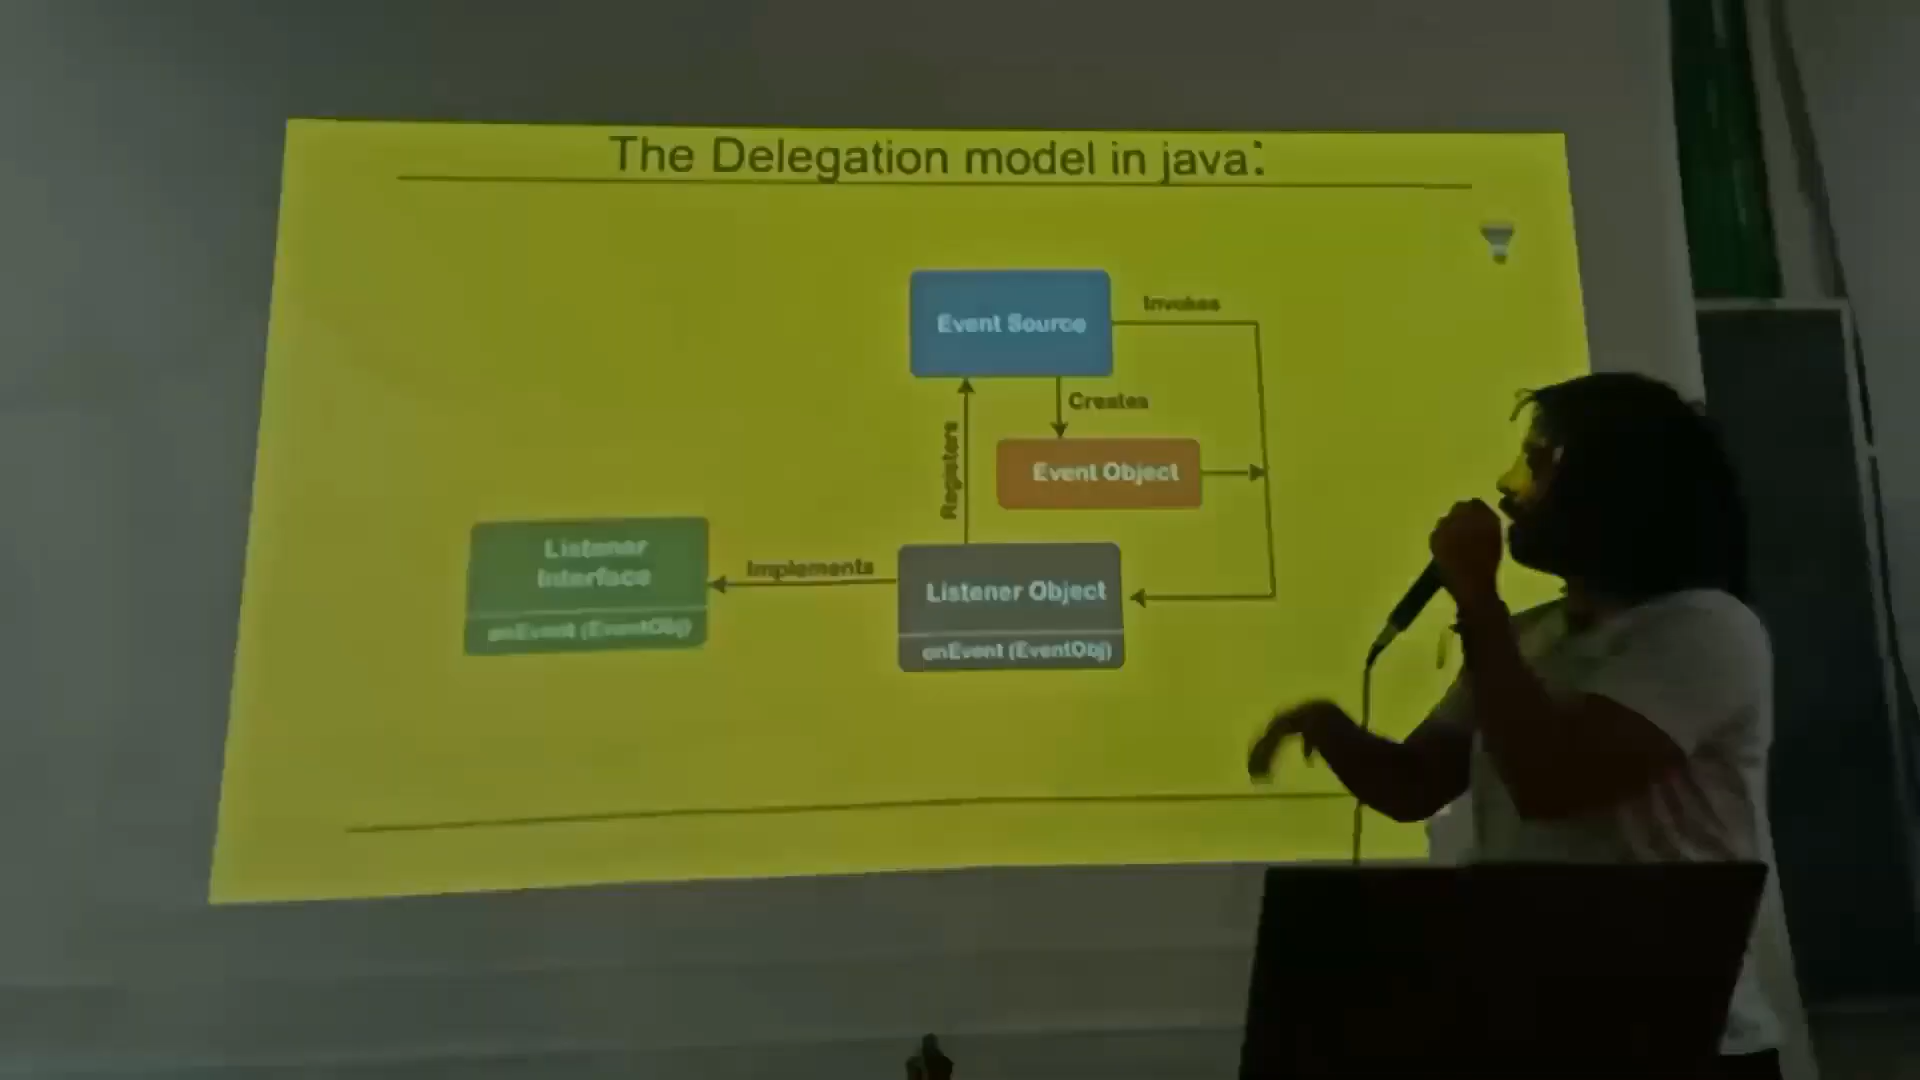 The Delegation model in java:
Event Source
Invokes
Creates
Registers
Event Object
Listener
Interface
onEvent (EventObj)
Implements
Listener Object
onEvent (EventObj)